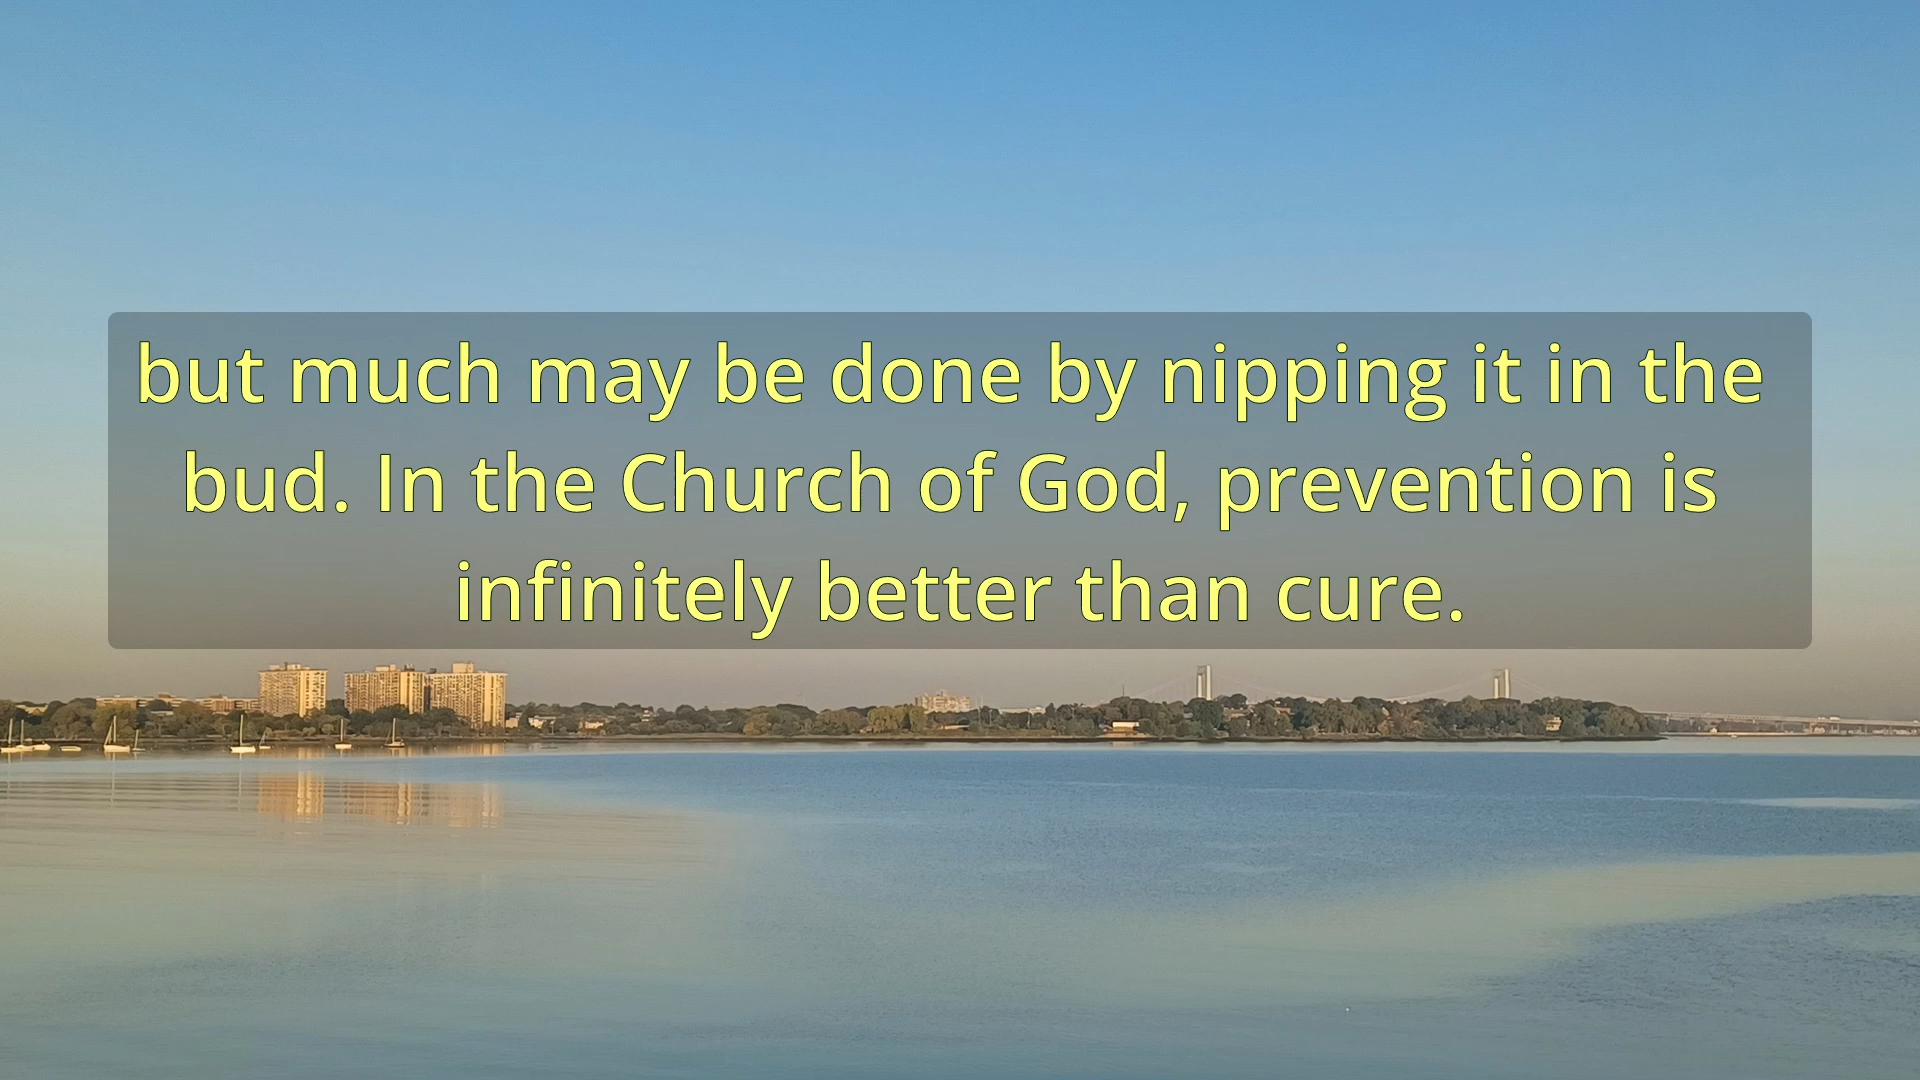 but much may be done by nipping it in the
bud. In the Church of God, prevention is
infinitely better than cure.